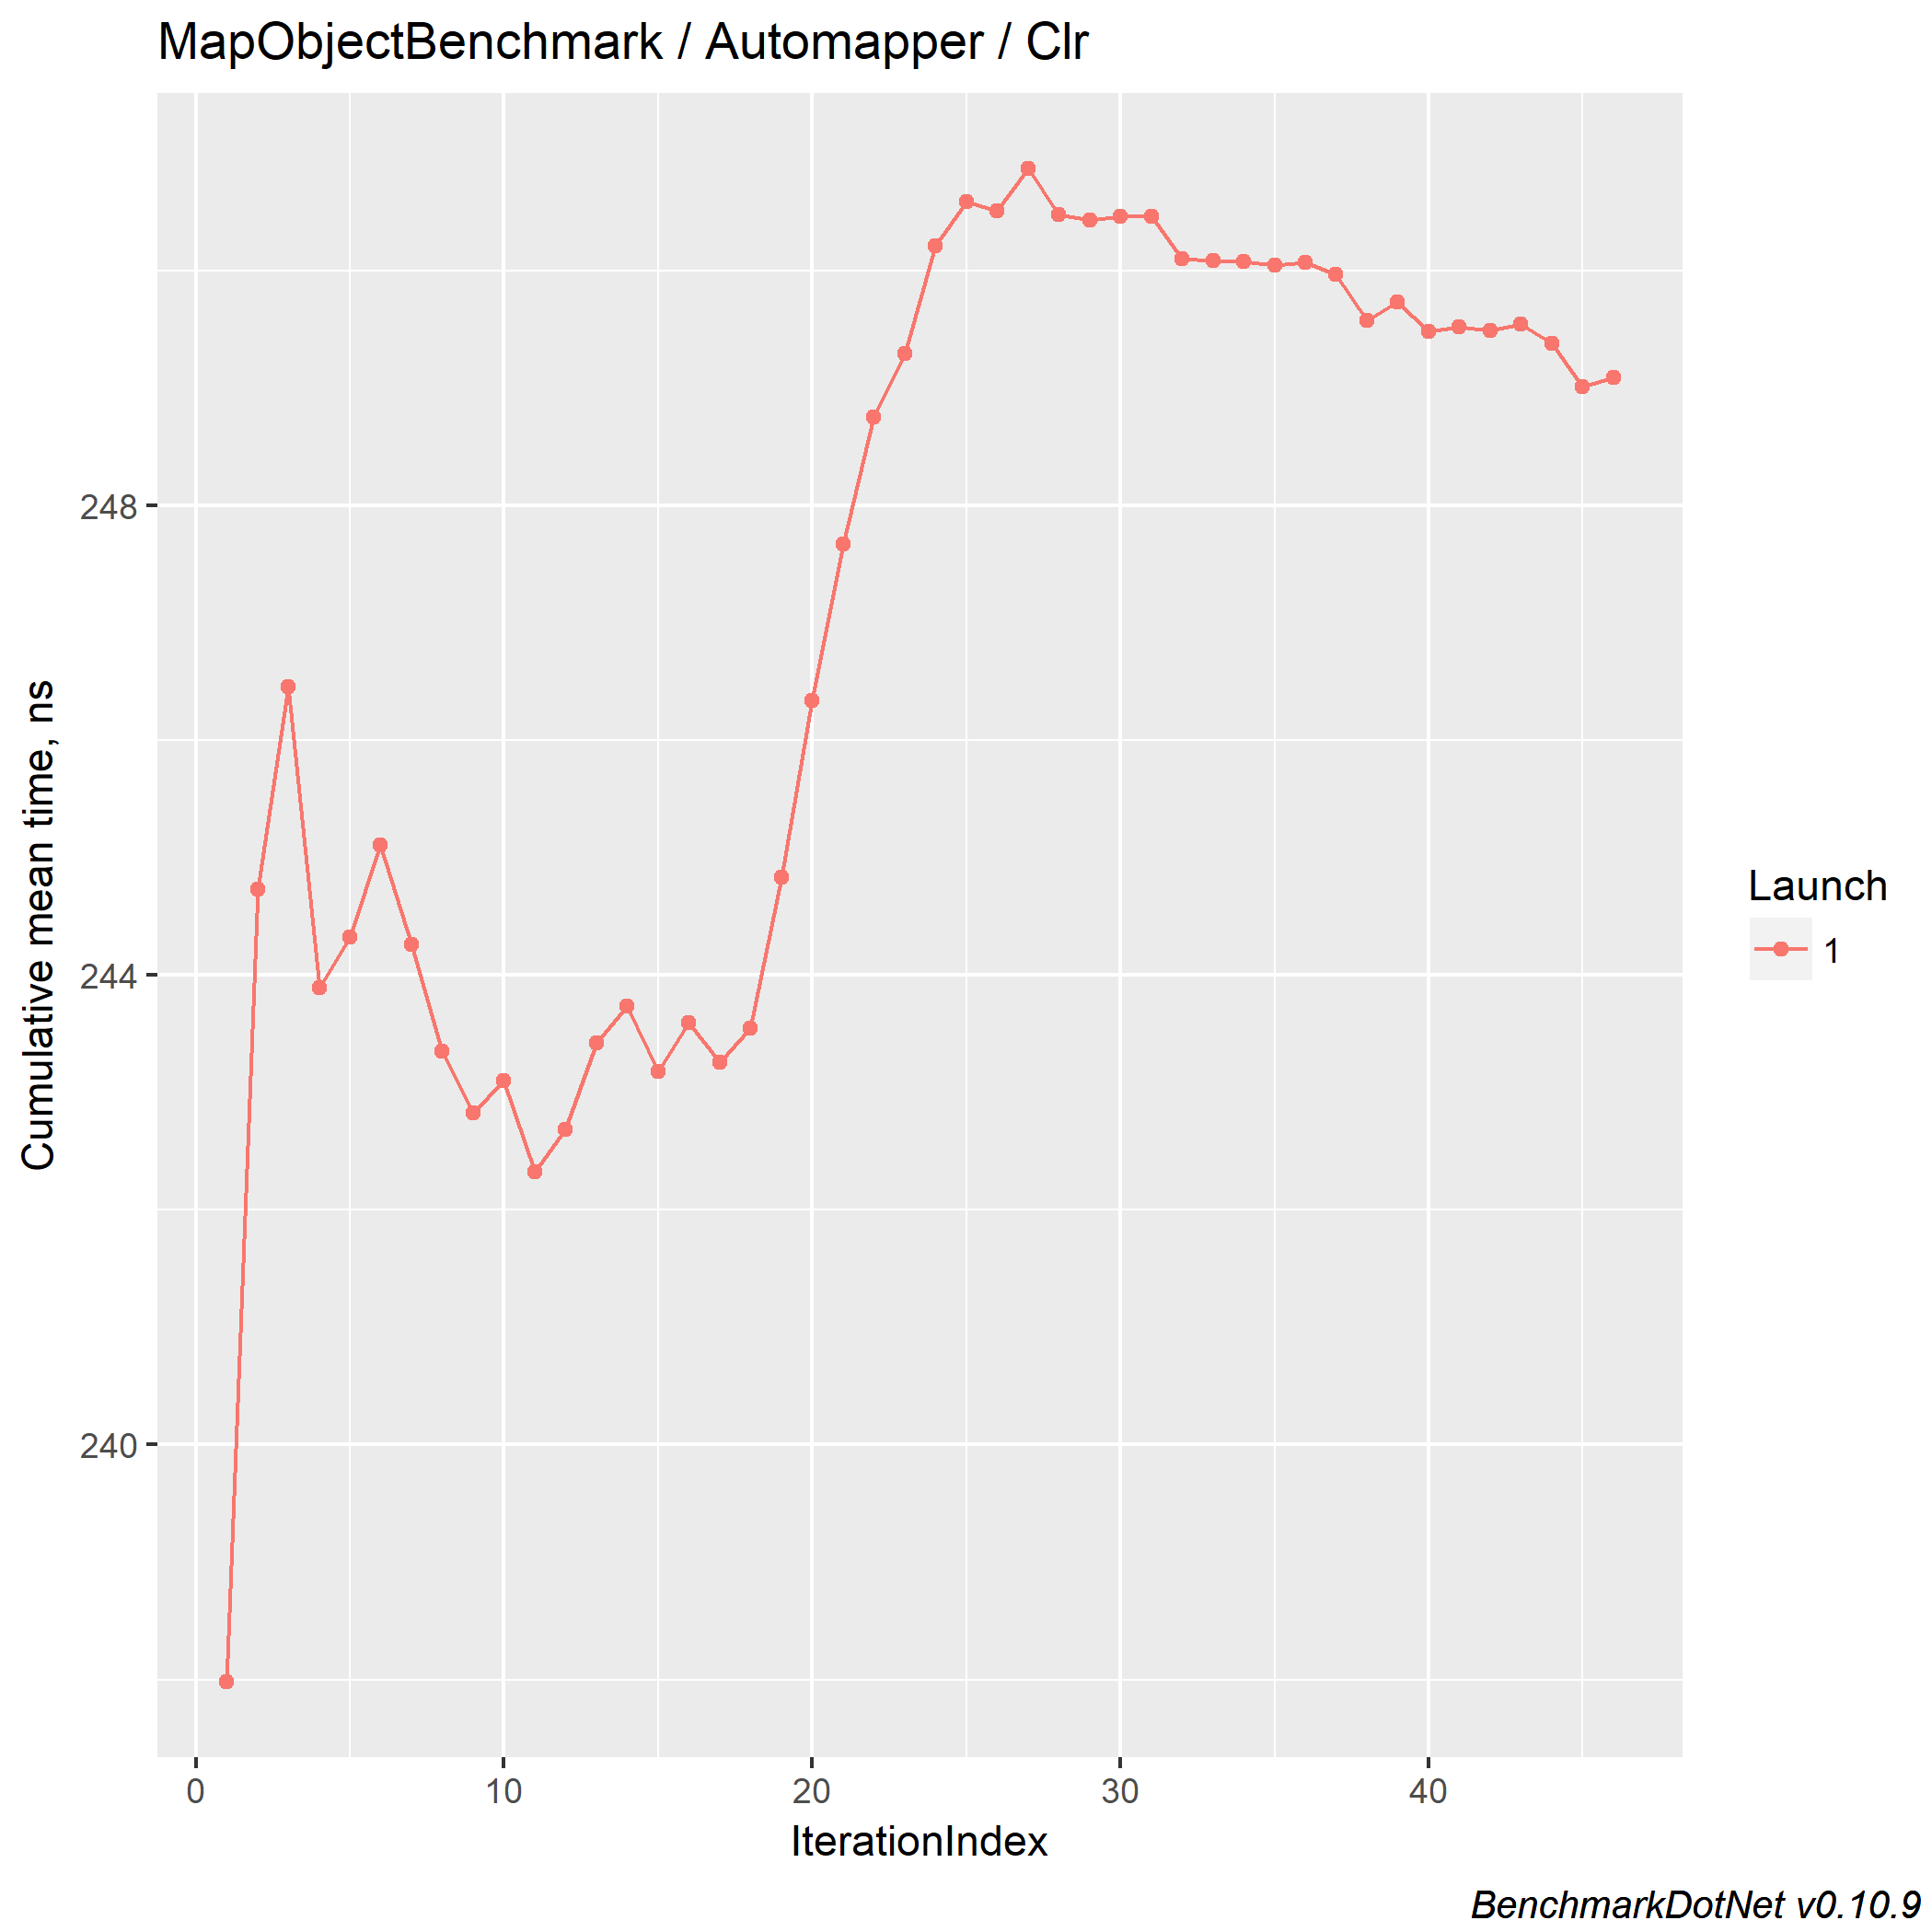 MapObjectBenchmark / Automapper / Clr
Cumulative mean time, ns
248
244
240
0 10 20 30 40
IterationIndex
Launch
1
BenchmarkDotNet v0.10.9